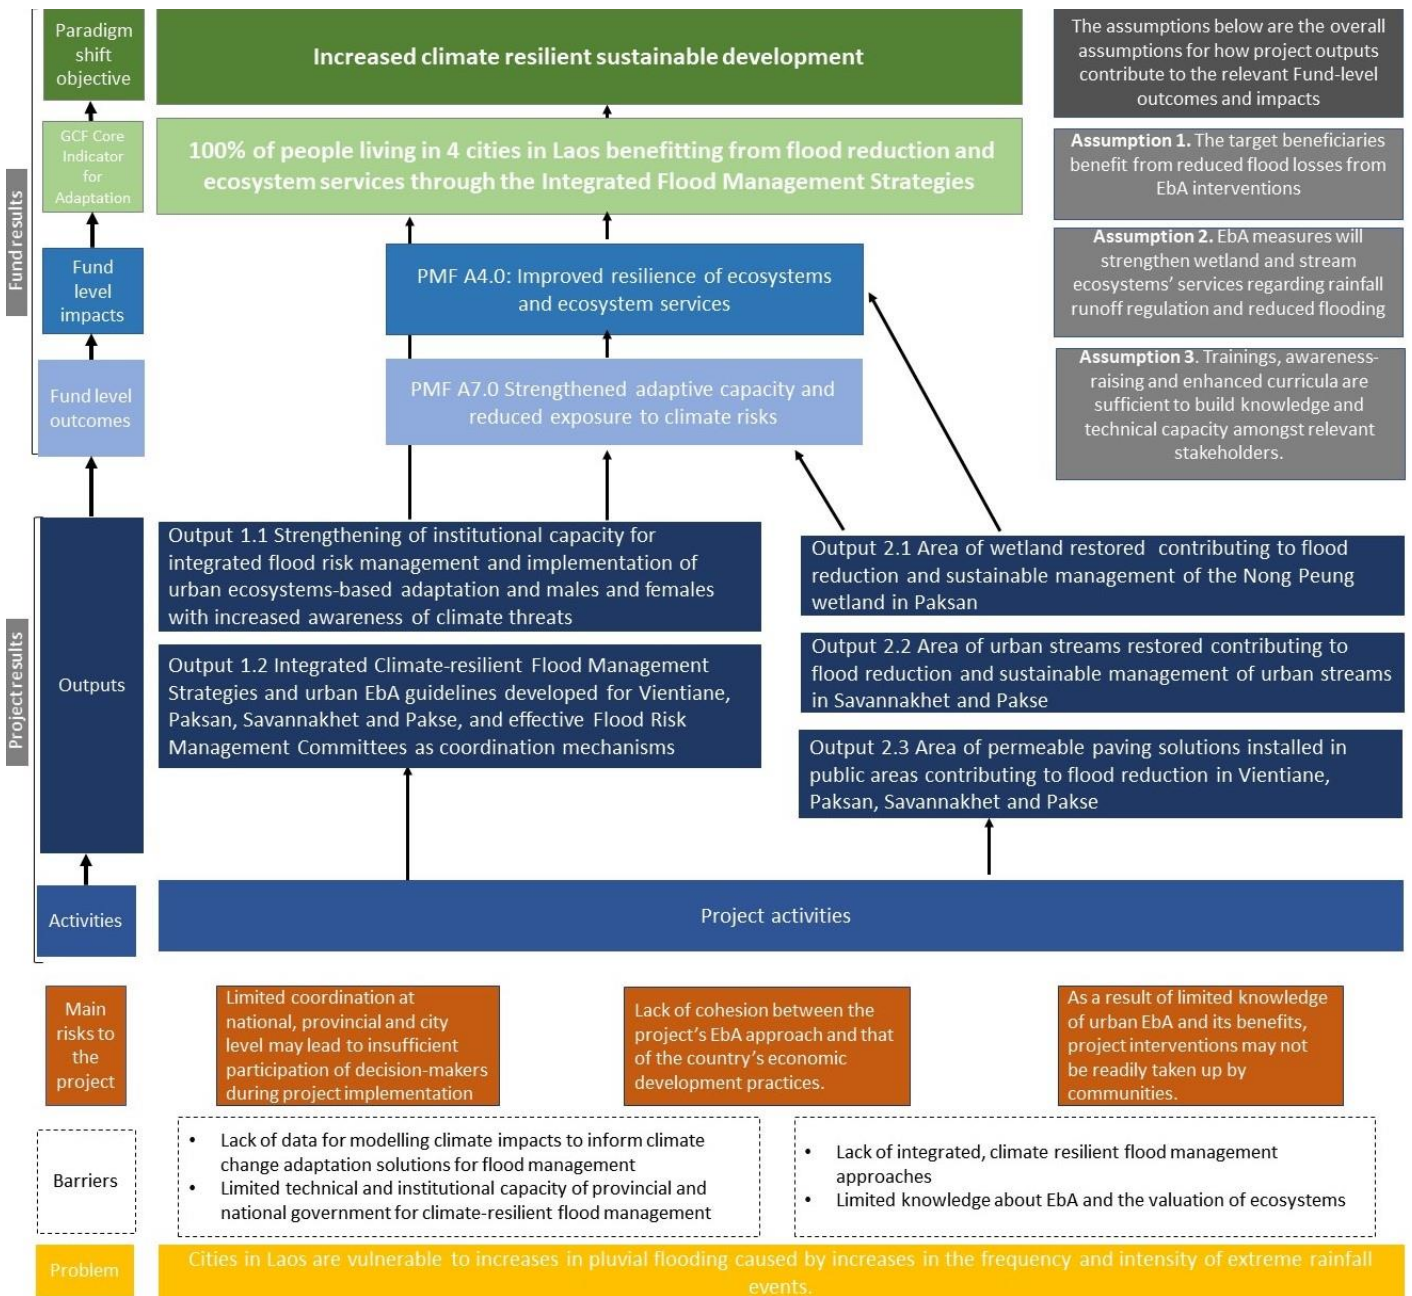 Paradigm
shift
objective
Increased climate resilient sustainable development
The assumptions below are the overall
assumptions for how project outputs
contribute to the relevant Fund-level
outcomes and impacts
Fund results
GCF Core
Indicator
for
Adaptation
100% of people living in 4 cities in Laos benefitting from flood reduction and
ecosystem services through the Integrated Flood Management Strategies
Assumption 1. The target beneficiaries
benefit from reduced flood losses from
EbA interventions
Fund
level
impacts
PMF A4.0: Improved resilience of ecosystems
and ecosystem services
Assumption 2. EbA measures will
strengthen wetland and stream
ecosystems’ services regarding rainfall
runoff regulation and reduced flooding
Fund level
outcomes
PMF A7.0 Strengthened adaptive capacity and
reduced exposure to climate risks
Assumption 3. Trainings, awareness-
raising and enhanced curricula are
sufficient to build knowledge and
technical capacity amongst relevant
stakeholders.
Project results
Outputs
Output 1.1 Strengthening of institutional capacity for
integrated flood risk management and implementation of
urban ecosystems-based adaptation and males and females
with increased awareness of climate threats
Output 1.2 Integrated Climate-resilient Flood Management
Strategies and urban EbA guidelines developed for Vientiane,
Paksan, Savannakhet and Pakse, and effective Flood Risk
Management Committees as coordination mechanisms
Output 2.1 Area of wetland restored contributing to flood
reduction and sustainable management of the Nong Peung
wetland in Paksan
Output 2.2 Area of urban streams restored contributing to
flood reduction and sustainable management of urban streams
in Savannakhet and Pakse
Output 2.3 Area of permeable paving solutions installed in
public areas contributing to flood reduction in Vientiane,
Paksan, Savannakhet and Pakse
Activities
Project activities
Main
risks to
the
project
Limited coordination at
national, provincial and city
level may lead to insufficient
participation of decision-makers
during project implementation
Lack of cohesion between the
project’s EbA approach and that
of the country’s economic
development practices.
As a result of limited knowledge
of urban EbA and its benefits,
project interventions may not
be readily taken up by
communities.
Barriers
• Lack of data for modelling climate impacts to inform climate
change adaptation solutions for flood management
• Limited technical and institutional capacity of provincial and
national government for climate-resilient flood management
• Lack of integrated, climate resilient flood management
approaches
• Limited knowledge about EbA and the valuation of ecosystems
Problem
Cities in Laos are vulnerable to increases in pluvial flooding caused by increases in the frequency and intensity of extreme rainfall
events.